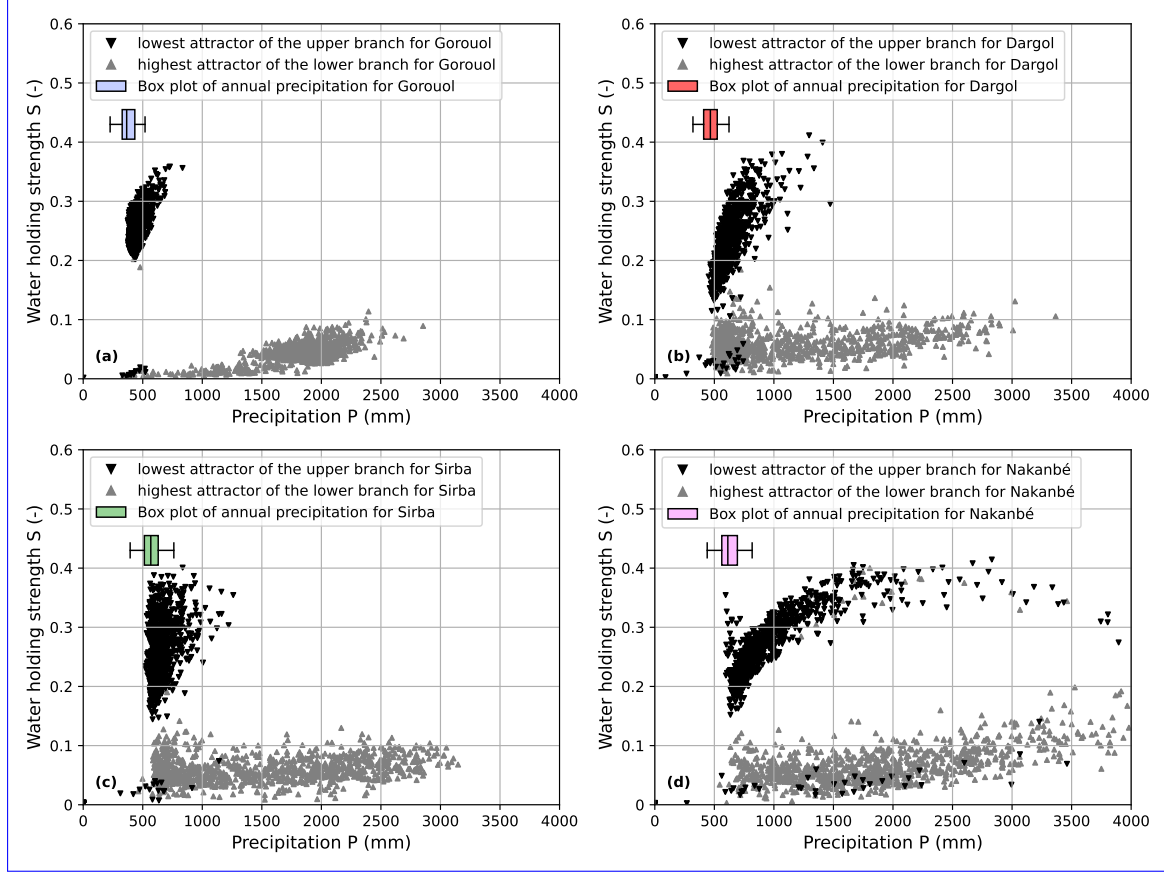 0.6
0.5
0.4
0.3
0.2
0.1
0
Water holding strength S (-)
lowest attractor of the upper branch for Gorouol
highest attractor of the lower branch for Gorouol
Box plot of annual precipitation for Gorouol
(a)
0 500 1000 1500 2000 2500 3000 3500 4000
Precipitation P (mm)
0.6
0.5
0.4
0.3
0.2
0.1
0
Water holding strength S (-)
lowest attractor of the upper branch for Dargol
highest attractor of the lower branch for Dargol
Box plot of annual precipitation for Dargol
(b)
0 500 1000 1500 2000 2500 3000 3500 4000
Precipitation P (mm)
0.6
0.5
0.4
0.3
0.2
0.1
0
Water holding strength S (-)
lowest attractor of the upper branch for Sirba
highest attractor of the lower branch for Sirba
Box plot of annual precipitation for Sirba
(c)
0 500 1000 1500 2000 2500 3000 3500 4000
Precipitation P (mm)
0.6
0.5
0.4
0.3
0.2
0.1
0
Water holding strength S (-)
lowest attractor of the upper branch for Nakanbé
highest attractor of the lower branch for Nakanbé
Box plot of annual precipitation for Nakanbé
(d)
0 500 1000 1500 2000 2500 3000 3500 4000
Precipitation P (mm)